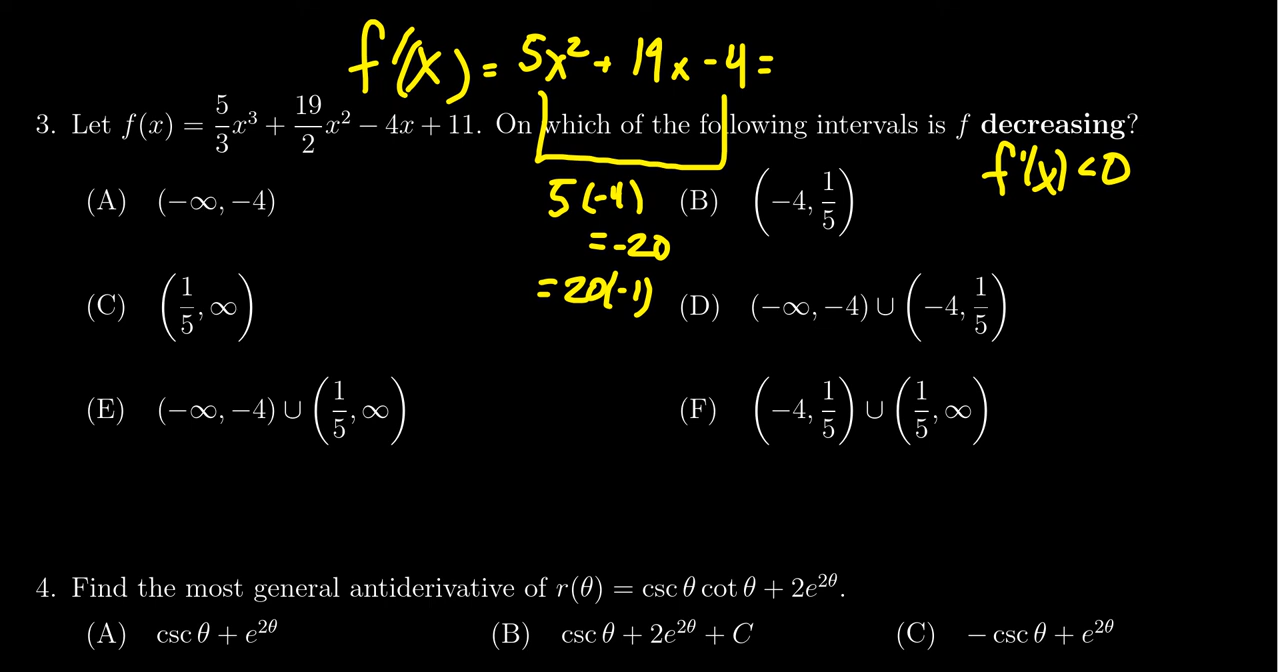 f'(x) = 5x² + 19x - 4 =
3. Let f(x) = 5/3 x³ + 19/2 x² − 4x + 11. On which of the following intervals is f decreasing?
f'(x) < 0
(A) (−∞, −4)
5(-4)
(B) (−4, 1/5)
= -20
= 20(-1)
(C) (1/5, ∞)
(D) (−∞, −4) ∪ (−4, 1/5)
(E) (−∞, −4) ∪ (1/5, ∞)
(F) (−4, 1/5) ∪ (1/5, ∞)
4. Find the most general antiderivative of r(θ) = csc θ cot θ + 2e^{2θ}.
(A) csc θ + e^{2θ}
(B) csc θ + 2e^{2θ} + C
(C) − csc θ + e^{2θ}